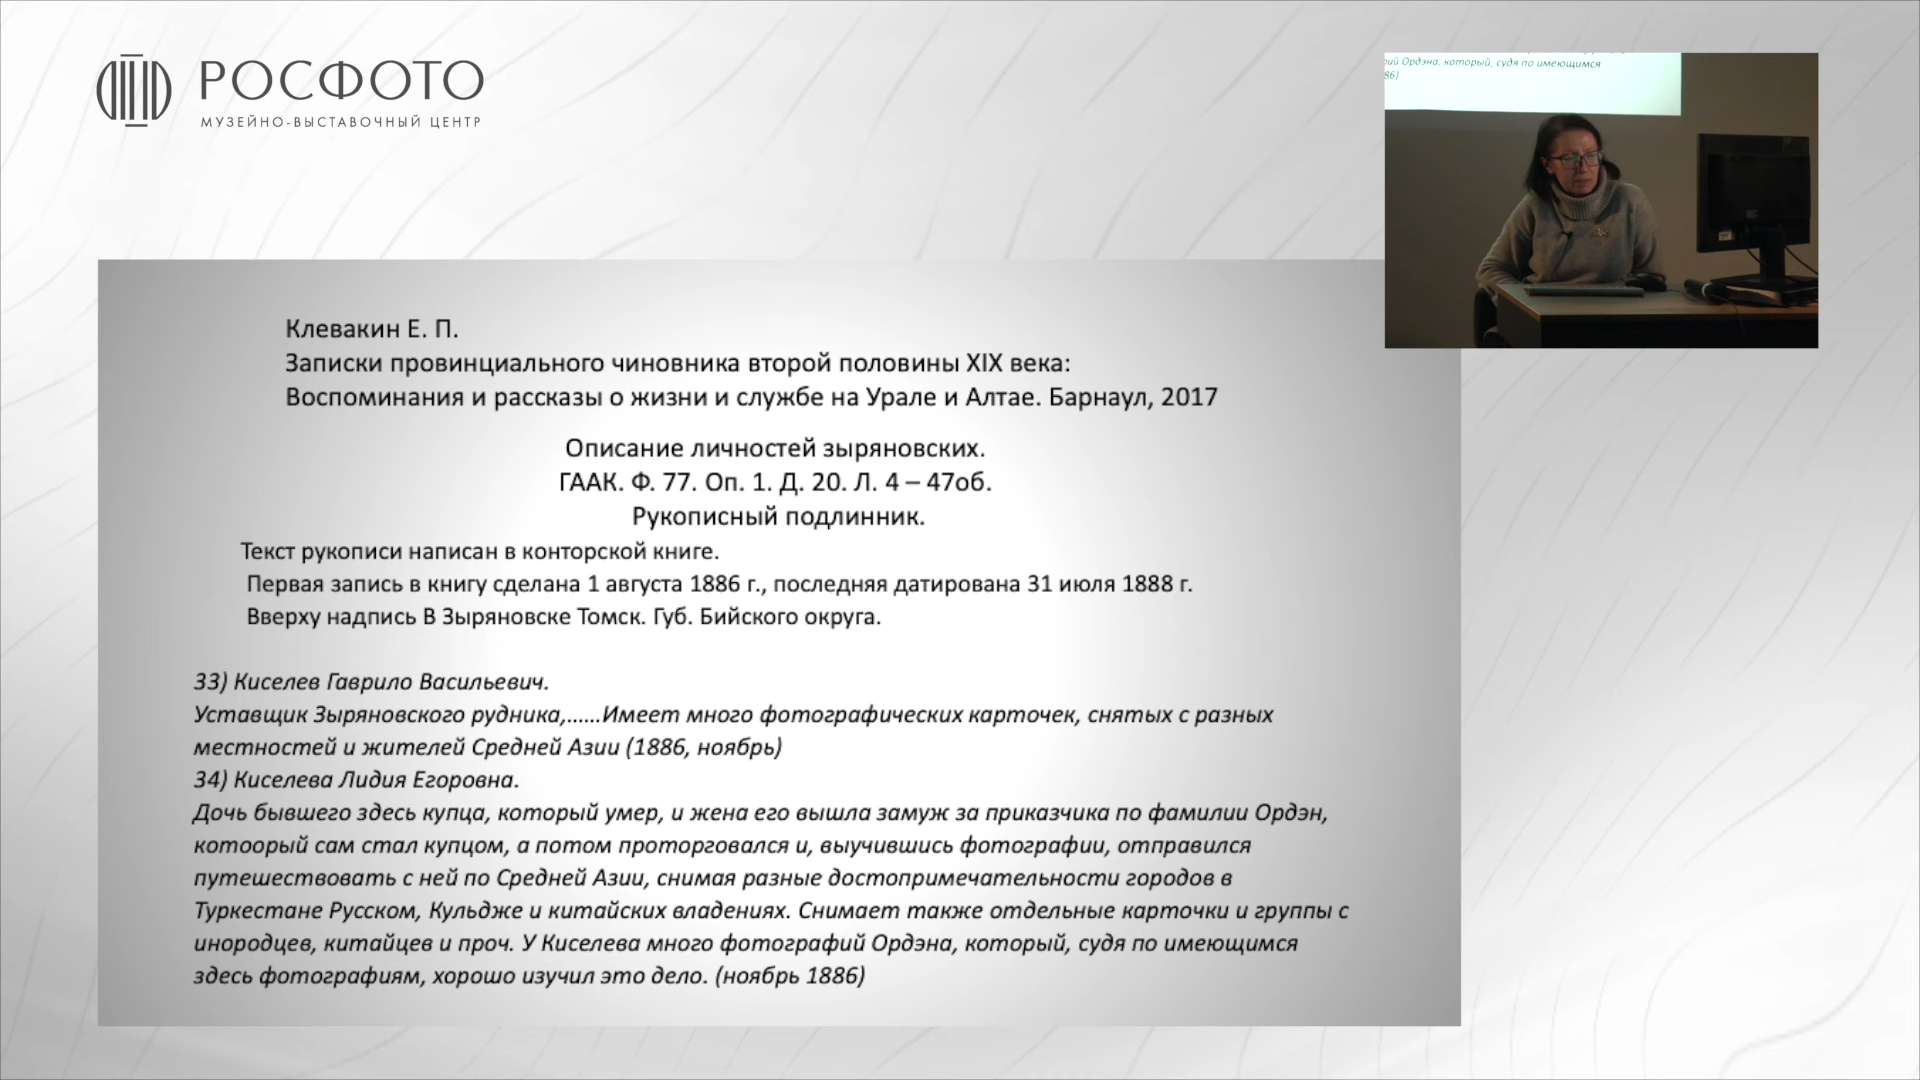 РОСФОТО
МУЗЕЙНО-ВЫСТАВОЧНЫЙ ЦЕНТР
ий Ордэна, который, судя по имеющимся
86)
Клевакин Е. П.
Записки провинциального чиновника второй половины XIX века:
Воспоминания и рассказы о жизни и службе на Урале и Алтае. Барнаул, 2017
Описание личностей зыряновских.
ГААК. Ф. 77. Оп. 1. Д. 20. Л. 4 – 47об.
Рукописный подлинник.
Текст рукописи написан в конторской книге.
Первая запись в книгу сделана 1 августа 1886 г., последняя датирована 31 июля 1888 г.
Вверху надпись В Зыряновске Томск. Губ. Бийского округа.
33) Киселев Гаврило Васильевич.
Уставщик Зыряновского рудника,......Имеет много фотографических карточек, снятых с разных
местностей и жителей Средней Азии (1886, ноябрь)
34) Киселева Лидия Егоровна.
Дочь бывшего здесь купца, который умер, и жена его вышла замуж за приказчика по фамилии Ордэн,
котоорый сам стал купцом, а потом проторговался и, выучившись фотографии, отправился
путешествовать с ней по Средней Азии, снимая разные достопримечательности городов в
Туркестане Русском, Кульдже и китайских владениях. Снимает также отдельные карточки и группы с
инородцев, китайцев и проч. У Киселева много фотографий Ордэна, который, судя по имеющимся
здесь фотографиям, хорошо изучил это дело. (ноябрь 1886)